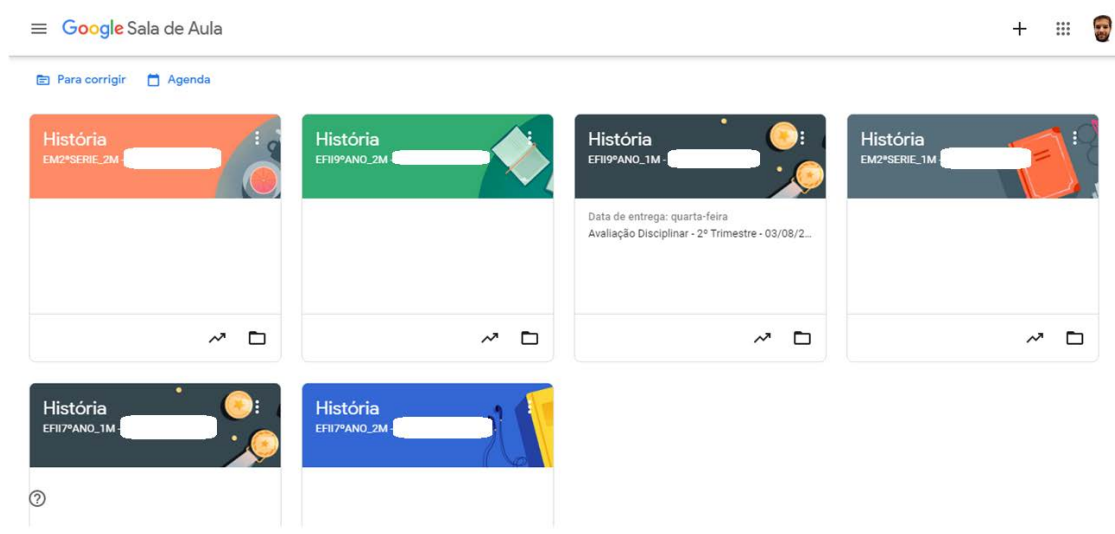 Google Sala de Aula
Para corrigir Agenda
História
EM2ªSERIE_2M -
História
EFII9ºANO_2M -
História
EFII9ºANO_1M -
Data de entrega: quarta-feira
Avaliação Disciplinar - 2º Trimestre - 03/08/2...
História
EM2ªSERIE_1M -
História
EFII7ºANO_1M -
História
EFII7ºANO_2M -